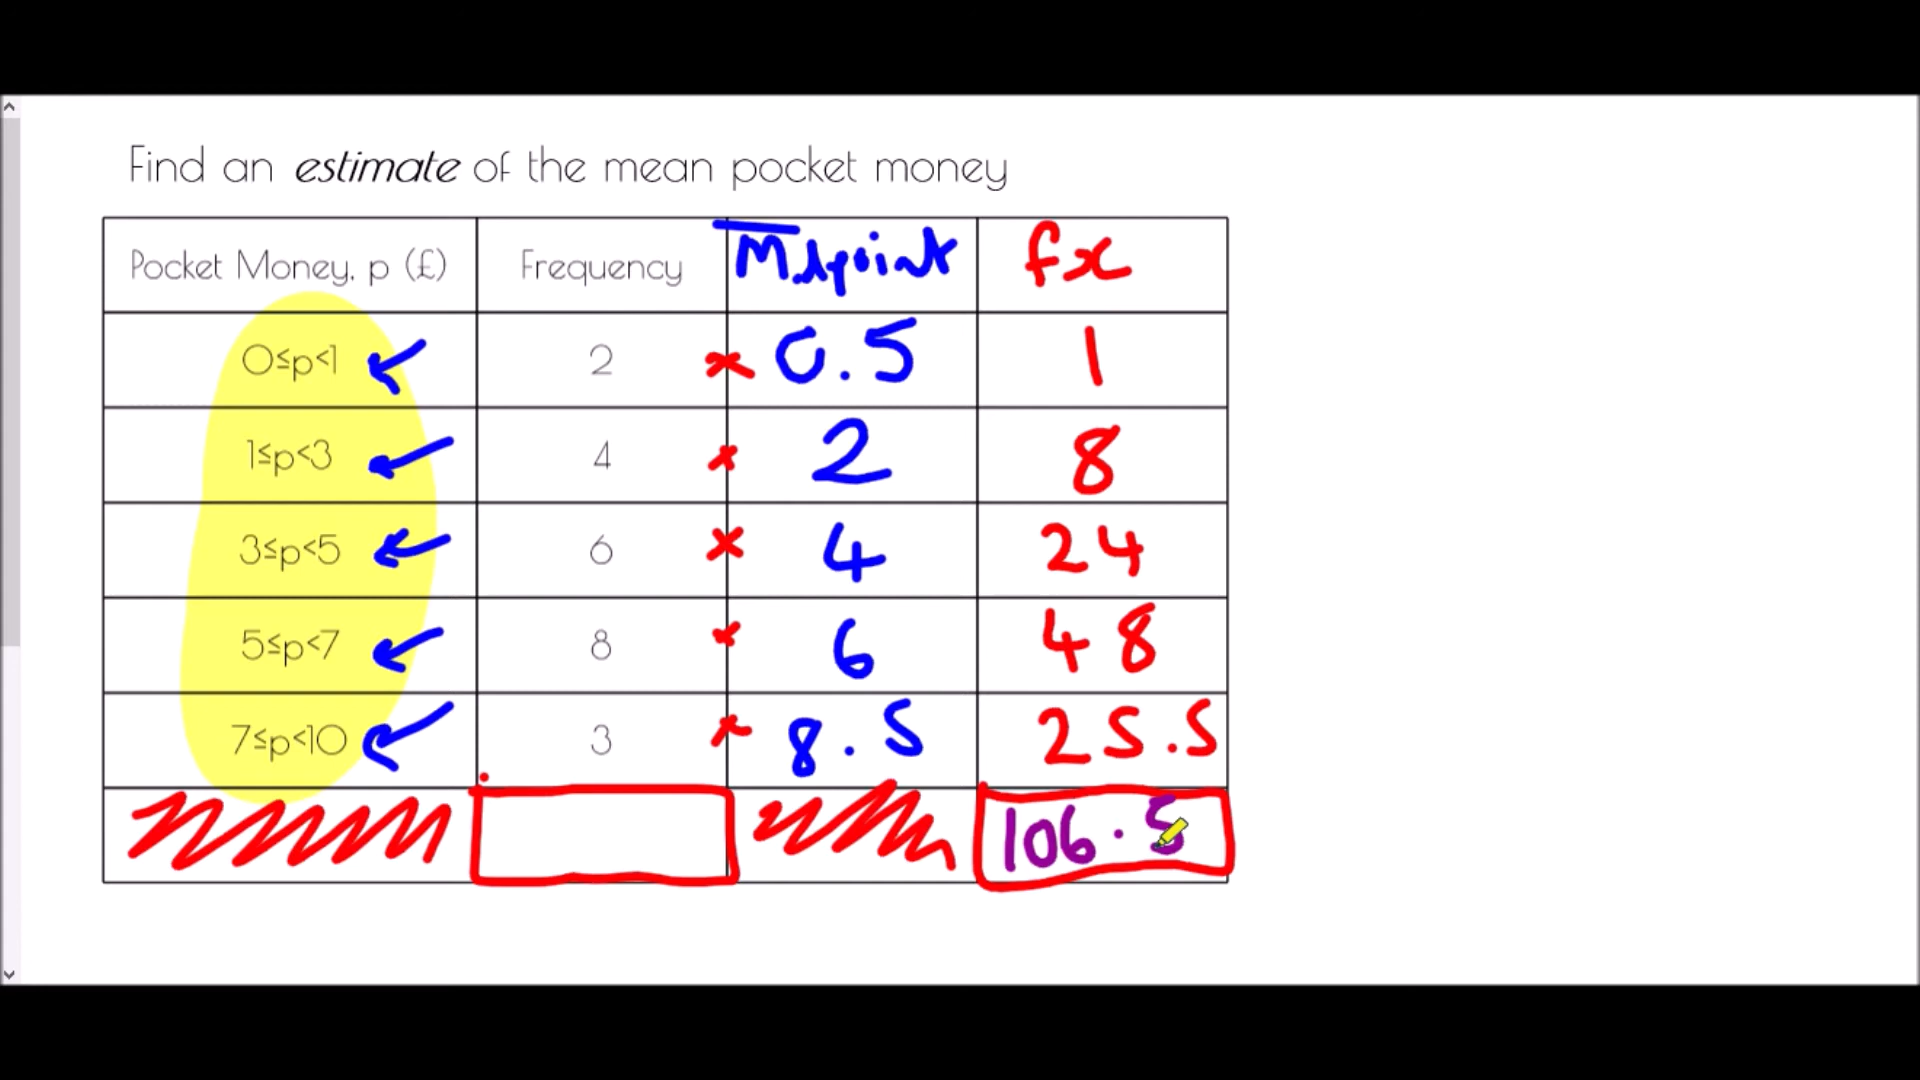 Find an estimate of the mean pocket money
Pocket Money, p (£) Frequency Midpoint fx
0≤p<1 2 × 0.5 1
1≤p<3 4 × 2 8
3≤p<5 6 × 4 24
5≤p<7 8 × 6 48
7≤p<10 3 × 8.5 25.5
106.5